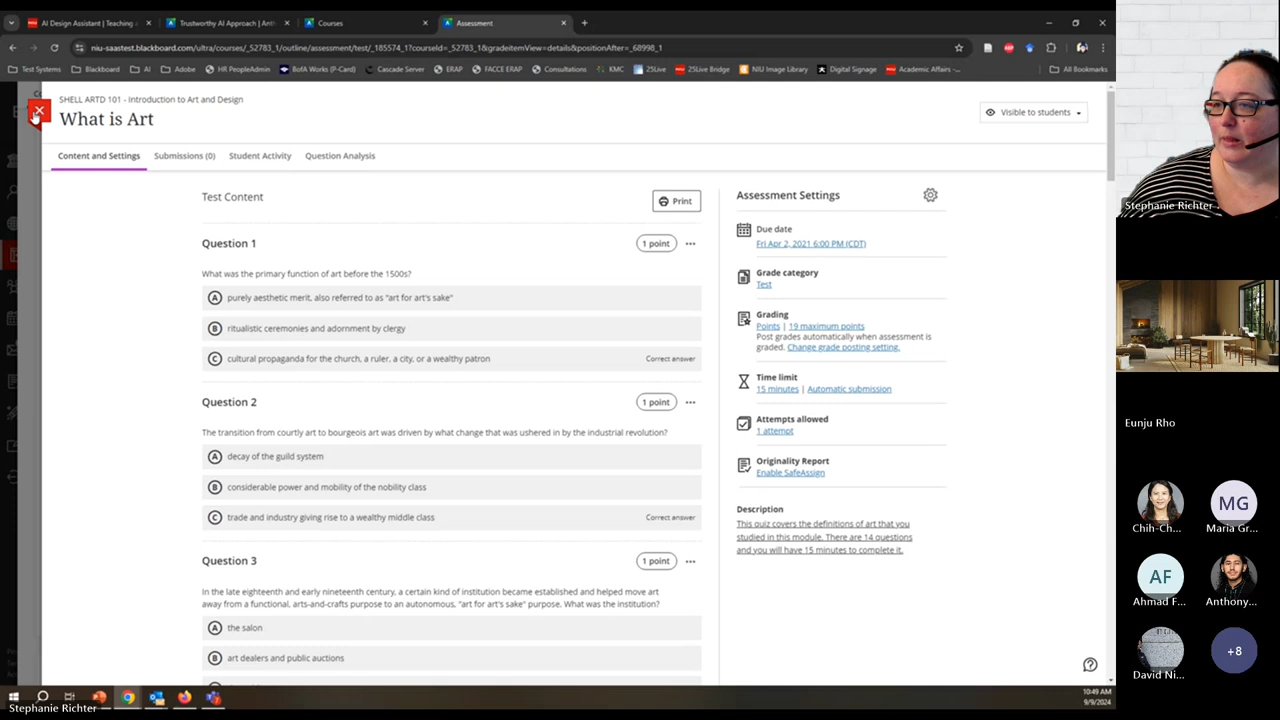 AI Design Assistant | Teaching a
Trustworthy AI Approach | Anth
Courses
Assessment
niu-saastest.blackboard.com/ultra/courses/_52783_1/outline/assessment/test/_185574_1?courseId=_52783_1&gradeitemView=details&positionAfter=_68998_1
Test Systems
Blackboard
AI
Adobe
HR PeopleAdmin
BofA Works (P-Card)
Cascade Server
ERAP
FACCE ERAP
Consultations
KMC
25Live
25Live Bridge
NIU Image Library
Digital Signage
Academic Affairs -...
All Bookmarks
SHELL ARTD 101 - Introduction to Art and Design
What is Art
Visible to students
Content and Settings
Submissions (0)
Student Activity
Question Analysis
Test Content
Print
Question 1
1 point
What was the primary function of art before the 1500s?
A purely aesthetic merit, also referred to as "art for art's sake"
B ritualistic ceremonies and adornment by clergy
C cultural propaganda for the church, a ruler, a city, or a wealthy patron
Correct answer
Question 2
1 point
The transition from courtly art to bourgeois art was driven by what change that was ushered in by the industrial revolution?
A decay of the guild system
B considerable power and mobility of the nobility class
C trade and industry giving rise to a wealthy middle class
Correct answer
Question 3
1 point
In the late eighteenth and early nineteenth century, a certain kind of institution became established and helped move art
away from a functional, arts-and-crafts purpose to an autonomous, "art for art's sake" purpose. What was the institution?
A the salon
B art dealers and public auctions
Assessment Settings
Due date
Fri Apr 2, 2021 6:00 PM (CDT)
Grade category
Test
Grading
Points | 19 maximum points
Post grades automatically when assessment is
graded. Change grade posting setting.
Time limit
15 minutes | Automatic submission
Attempts allowed
1 attempt
Originality Report
Enable SafeAssign
Description
This quiz covers the definitions of art that you
studied in this module. There are 14 questions
and you will have 15 minutes to complete it.
10:49 AM
9/9/2024
Stephanie Richter
Stephanie Richter
Eunju Rho
Chih-Ch...
MG
Maria Gr...
AF
Ahmad F...
Anthony...
David Ni...
+8